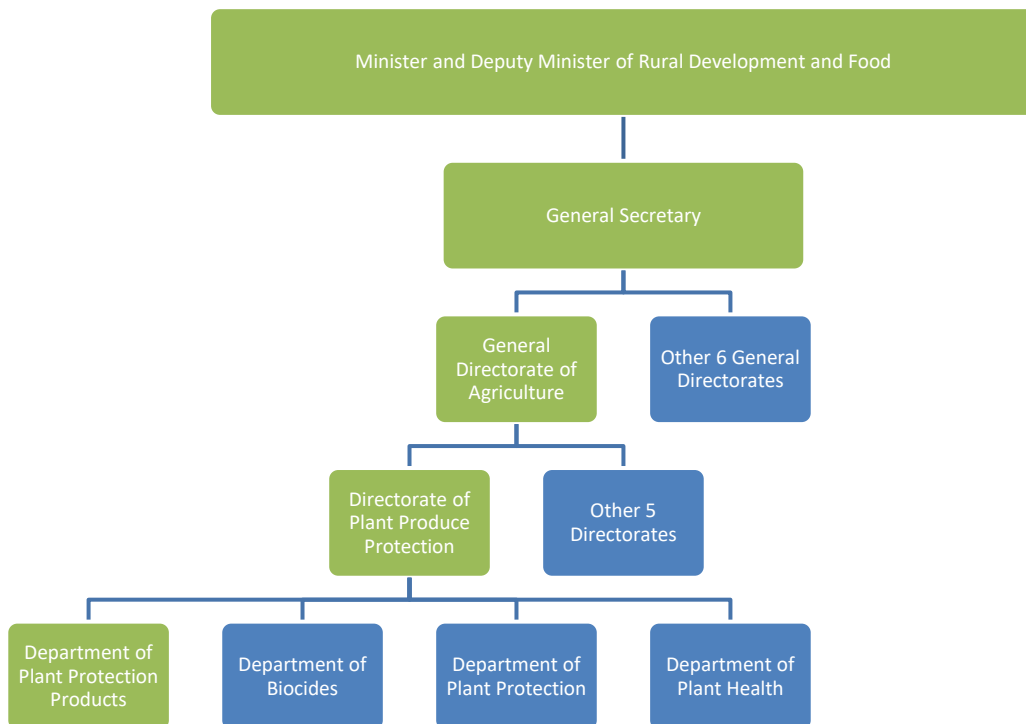 Minister and Deputy Minister of Rural Development and Food
General Secretary
General
Directorate of
Agriculture
Other 6 General
Directorates
Directorate of
Plant Produce
Protection
Other 5
Directorates
Department of
Plant Protection
Products
Department of
Biocides
Department of
Plant Protection
Department of
Plant Health